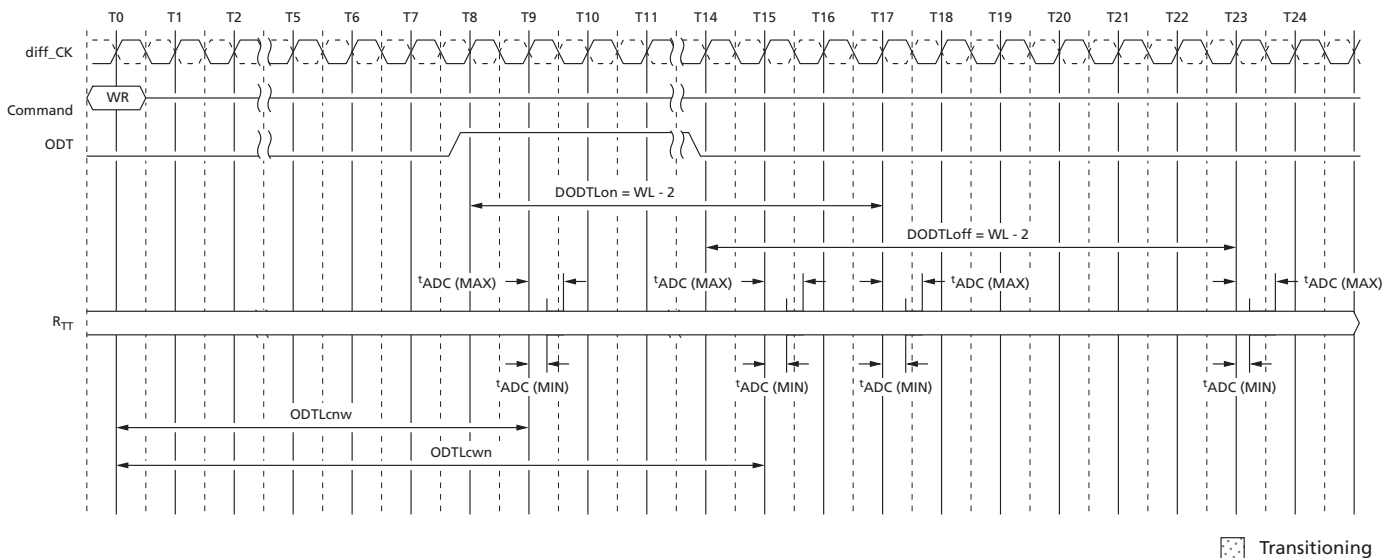 T0 T1 T2 T5 T6 T7 T8 T9 T10 T11 T14 T15 T16 T17 T18 T19 T20 T21 T22 T23 T24
diff_CK
WR
Command
ODT
DODTLon = WL - 2
DODTLoff = WL - 2
tADC (MAX) tADC (MAX) tADC (MAX) tADC (MAX)
RTT
tADC (MIN) tADC (MIN) tADC (MIN) tADC (MIN)
ODTLcnw
ODTLcwn
Transitioning